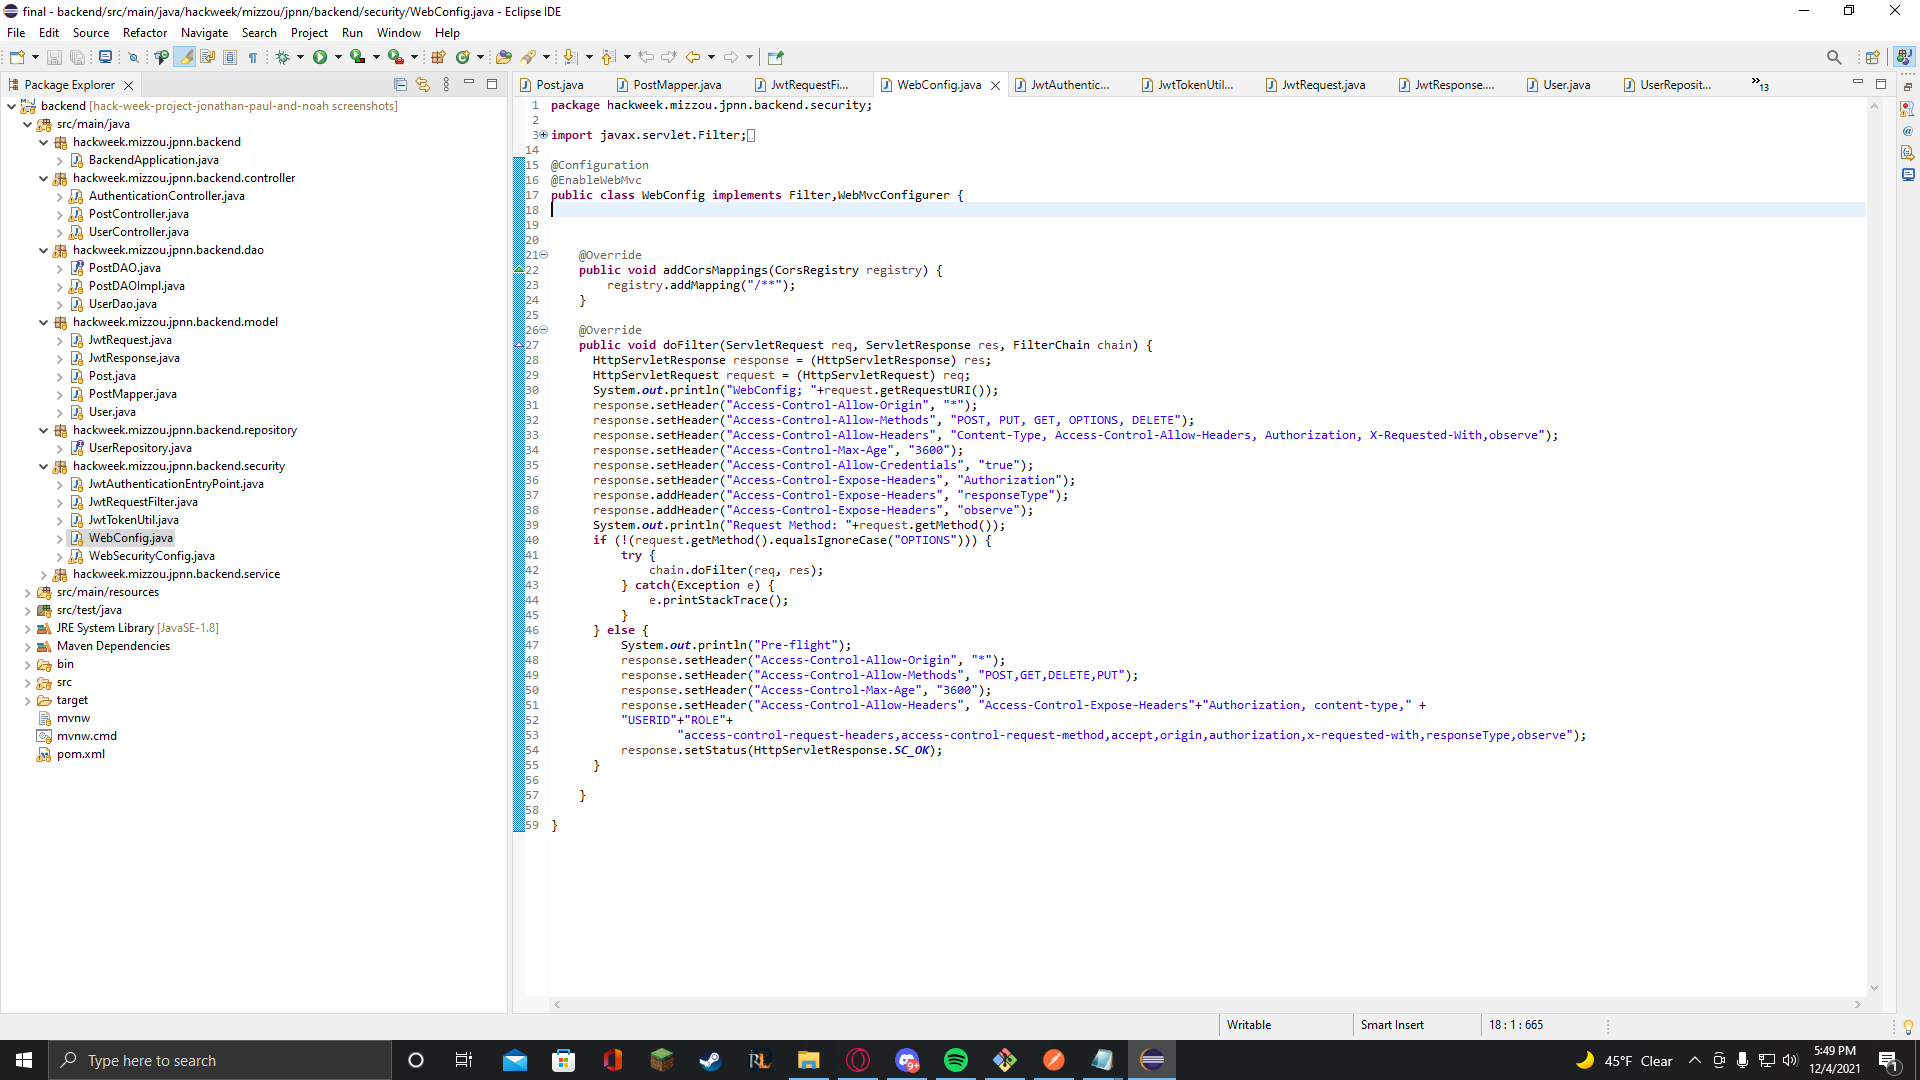 final - backend/src/main/java/hackweek/mizzou/jpnn/backend/security/WebConfig.java - Eclipse IDE
File Edit Source Refactor Navigate Search Project Run Window Help
Package Explorer
backend [hack-week-project-jonathan-paul-and-noah screenshots]
src/main/java
hackweek.mizzou.jpnn.backend
BackendApplication.java
hackweek.mizzou.jpnn.backend.controller
AuthenticationController.java
PostController.java
UserController.java
hackweek.mizzou.jpnn.backend.dao
PostDAO.java
PostDAOImpl.java
UserDao.java
hackweek.mizzou.jpnn.backend.model
JwtRequest.java
JwtResponse.java
Post.java
PostMapper.java
User.java
hackweek.mizzou.jpnn.backend.repository
UserRepository.java
hackweek.mizzou.jpnn.backend.security
JwtAuthenticationEntryPoint.java
JwtRequestFilter.java
JwtTokenUtil.java
WebConfig.java
WebSecurityConfig.java
hackweek.mizzou.jpnn.backend.service
src/main/resources
src/test/java
JRE System Library [JavaSE-1.8]
Maven Dependencies
bin
src
target
mvnw
mvnw.cmd
pom.xml
Post.java PostMapper.java JwtRequestFi... WebConfig.java JwtAuthentic... JwtTokenUtil... JwtRequest.java JwtResponse.... User.java UserReposit... 13
1 package hackweek.mizzou.jpnn.backend.security;
2
3 import javax.servlet.Filter;
14
15 @Configuration
16 @EnableWebMvc
17 public class WebConfig implements Filter,WebMvcConfigurer {
18
19
20
21 @Override
22 public void addCorsMappings(CorsRegistry registry) {
23 registry.addMapping("/**");
24 }
25
26 @Override
27 public void doFilter(ServletRequest req, ServletResponse res, FilterChain chain) {
28 HttpServletResponse response = (HttpServletResponse) res;
29 HttpServletRequest request = (HttpServletRequest) req;
30 System.out.println("WebConfig; "+request.getRequestURI());
31 response.setHeader("Access-Control-Allow-Origin", "*");
32 response.setHeader("Access-Control-Allow-Methods", "POST, PUT, GET, OPTIONS, DELETE");
33 response.setHeader("Access-Control-Allow-Headers", "Content-Type, Access-Control-Allow-Headers, Authorization, X-Requested-With,observe");
34 response.setHeader("Access-Control-Max-Age", "3600");
35 response.setHeader("Access-Control-Allow-Credentials", "true");
36 response.setHeader("Access-Control-Expose-Headers", "Authorization");
37 response.addHeader("Access-Control-Expose-Headers", "responseType");
38 response.addHeader("Access-Control-Expose-Headers", "observe");
39 System.out.println("Request Method: "+request.getMethod());
40 if (!(request.getMethod().equalsIgnoreCase("OPTIONS"))) {
41 try {
42 chain.doFilter(req, res);
43 } catch(Exception e) {
44 e.printStackTrace();
45 }
46 } else {
47 System.out.println("Pre-flight");
48 response.setHeader("Access-Control-Allow-Origin", "*");
49 response.setHeader("Access-Control-Allow-Methods", "POST,GET,DELETE,PUT");
50 response.setHeader("Access-Control-Max-Age", "3600");
51 response.setHeader("Access-Control-Allow-Headers", "Access-Control-Expose-Headers"+"Authorization, content-type," +
52 "USERID"+"ROLE"+
53 "access-control-request-headers,access-control-request-method,accept,origin,authorization,x-requested-with,responseType,observe");
54 response.setStatus(HttpServletResponse.SC_OK);
55 }
56
57 }
58
59 }
Writable Smart Insert 18 : 1 : 665
Type here to search
RL
9+
45°F Clear
5:49 PM
12/4/2021
1